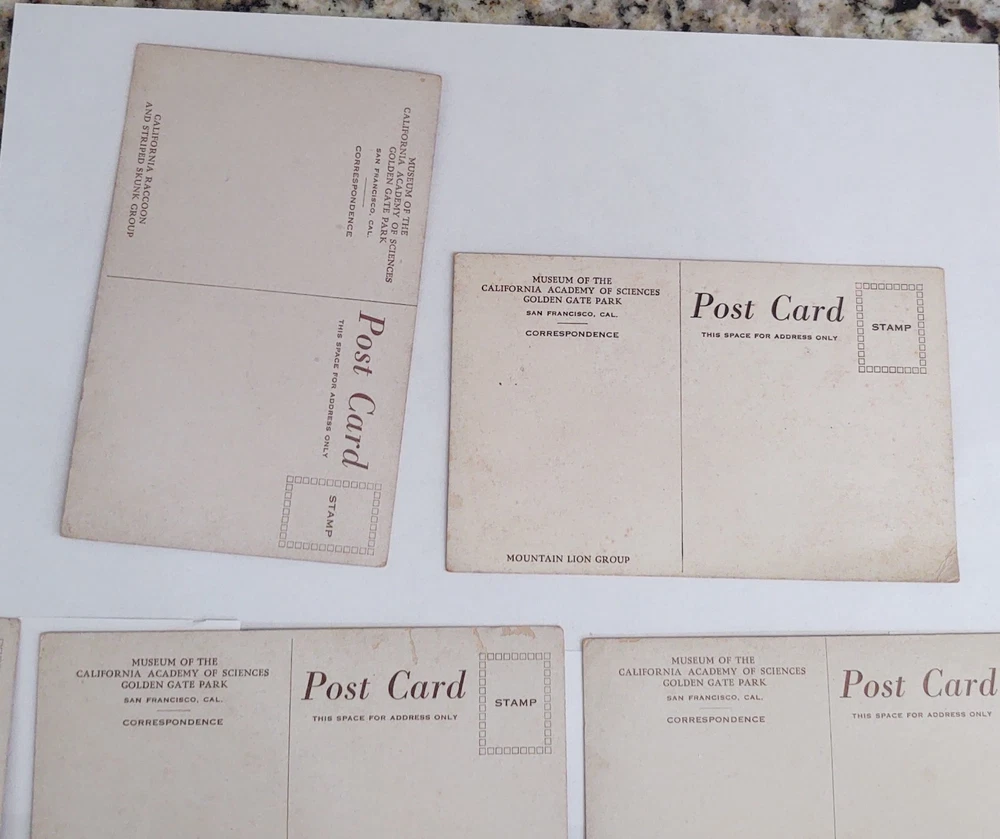 MUSEUM OF THE
CALIFORNIA ACADEMY OF SCIENCES
GOLDEN GATE PARK
SAN FRANCISCO, CAL.
CORRESPONDENCE
CALIFORNIA RACCOON
AND STRIPED SKUNK GROUP
Post Card
THIS SPACE FOR ADDRESS ONLY
STAMP
MUSEUM OF THE
CALIFORNIA ACADEMY OF SCIENCES
GOLDEN GATE PARK
SAN FRANCISCO, CAL.
CORRESPONDENCE
MOUNTAIN LION GROUP
Post Card
THIS SPACE FOR ADDRESS ONLY
STAMP
MUSEUM OF THE
CALIFORNIA ACADEMY OF SCIENCES
GOLDEN GATE PARK
SAN FRANCISCO, CAL.
CORRESPONDENCE
Post Card
THIS SPACE FOR ADDRESS ONLY
STAMP
MUSEUM OF THE
CALIFORNIA ACADEMY OF SCIENCES
GOLDEN GATE PARK
SAN FRANCISCO, CAL.
CORRESPONDENCE
Post Card
THIS SPACE FOR ADDRESS ONLY